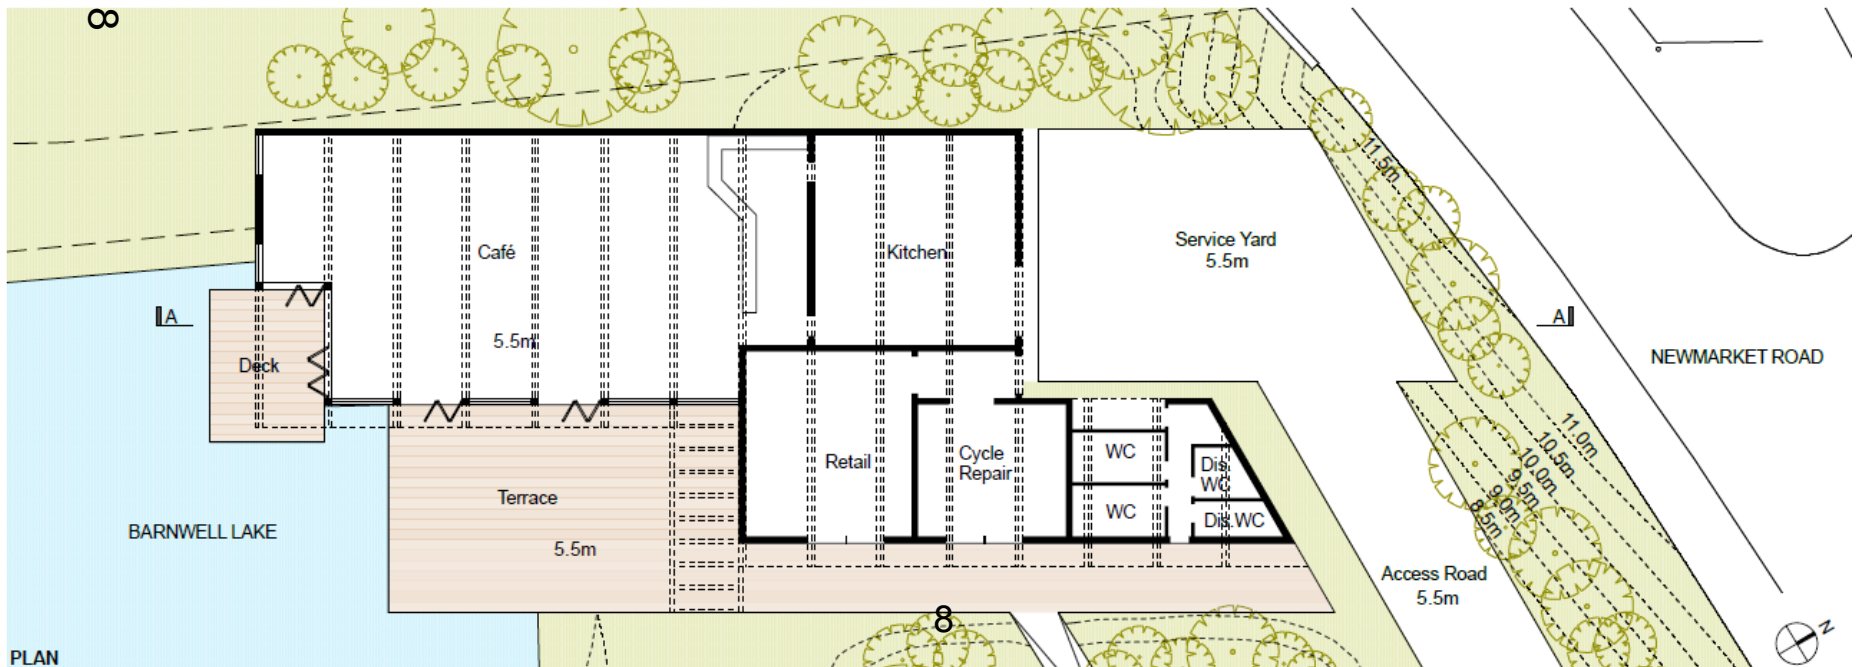 8
11.5m
Service Yard
5.5m
Café
Kitchen
A
A
5.5m
NEWMARKET ROAD
Deck
11.0m
10.5m
10.0m
9.5m
9.0m
8.5m
Retail
Cycle
Repair
WC
Dis
WC
Terrace
WC
Dis.WC
BARNWELL LAKE
5.5m
Access Road
5.5m
8
N
PLAN